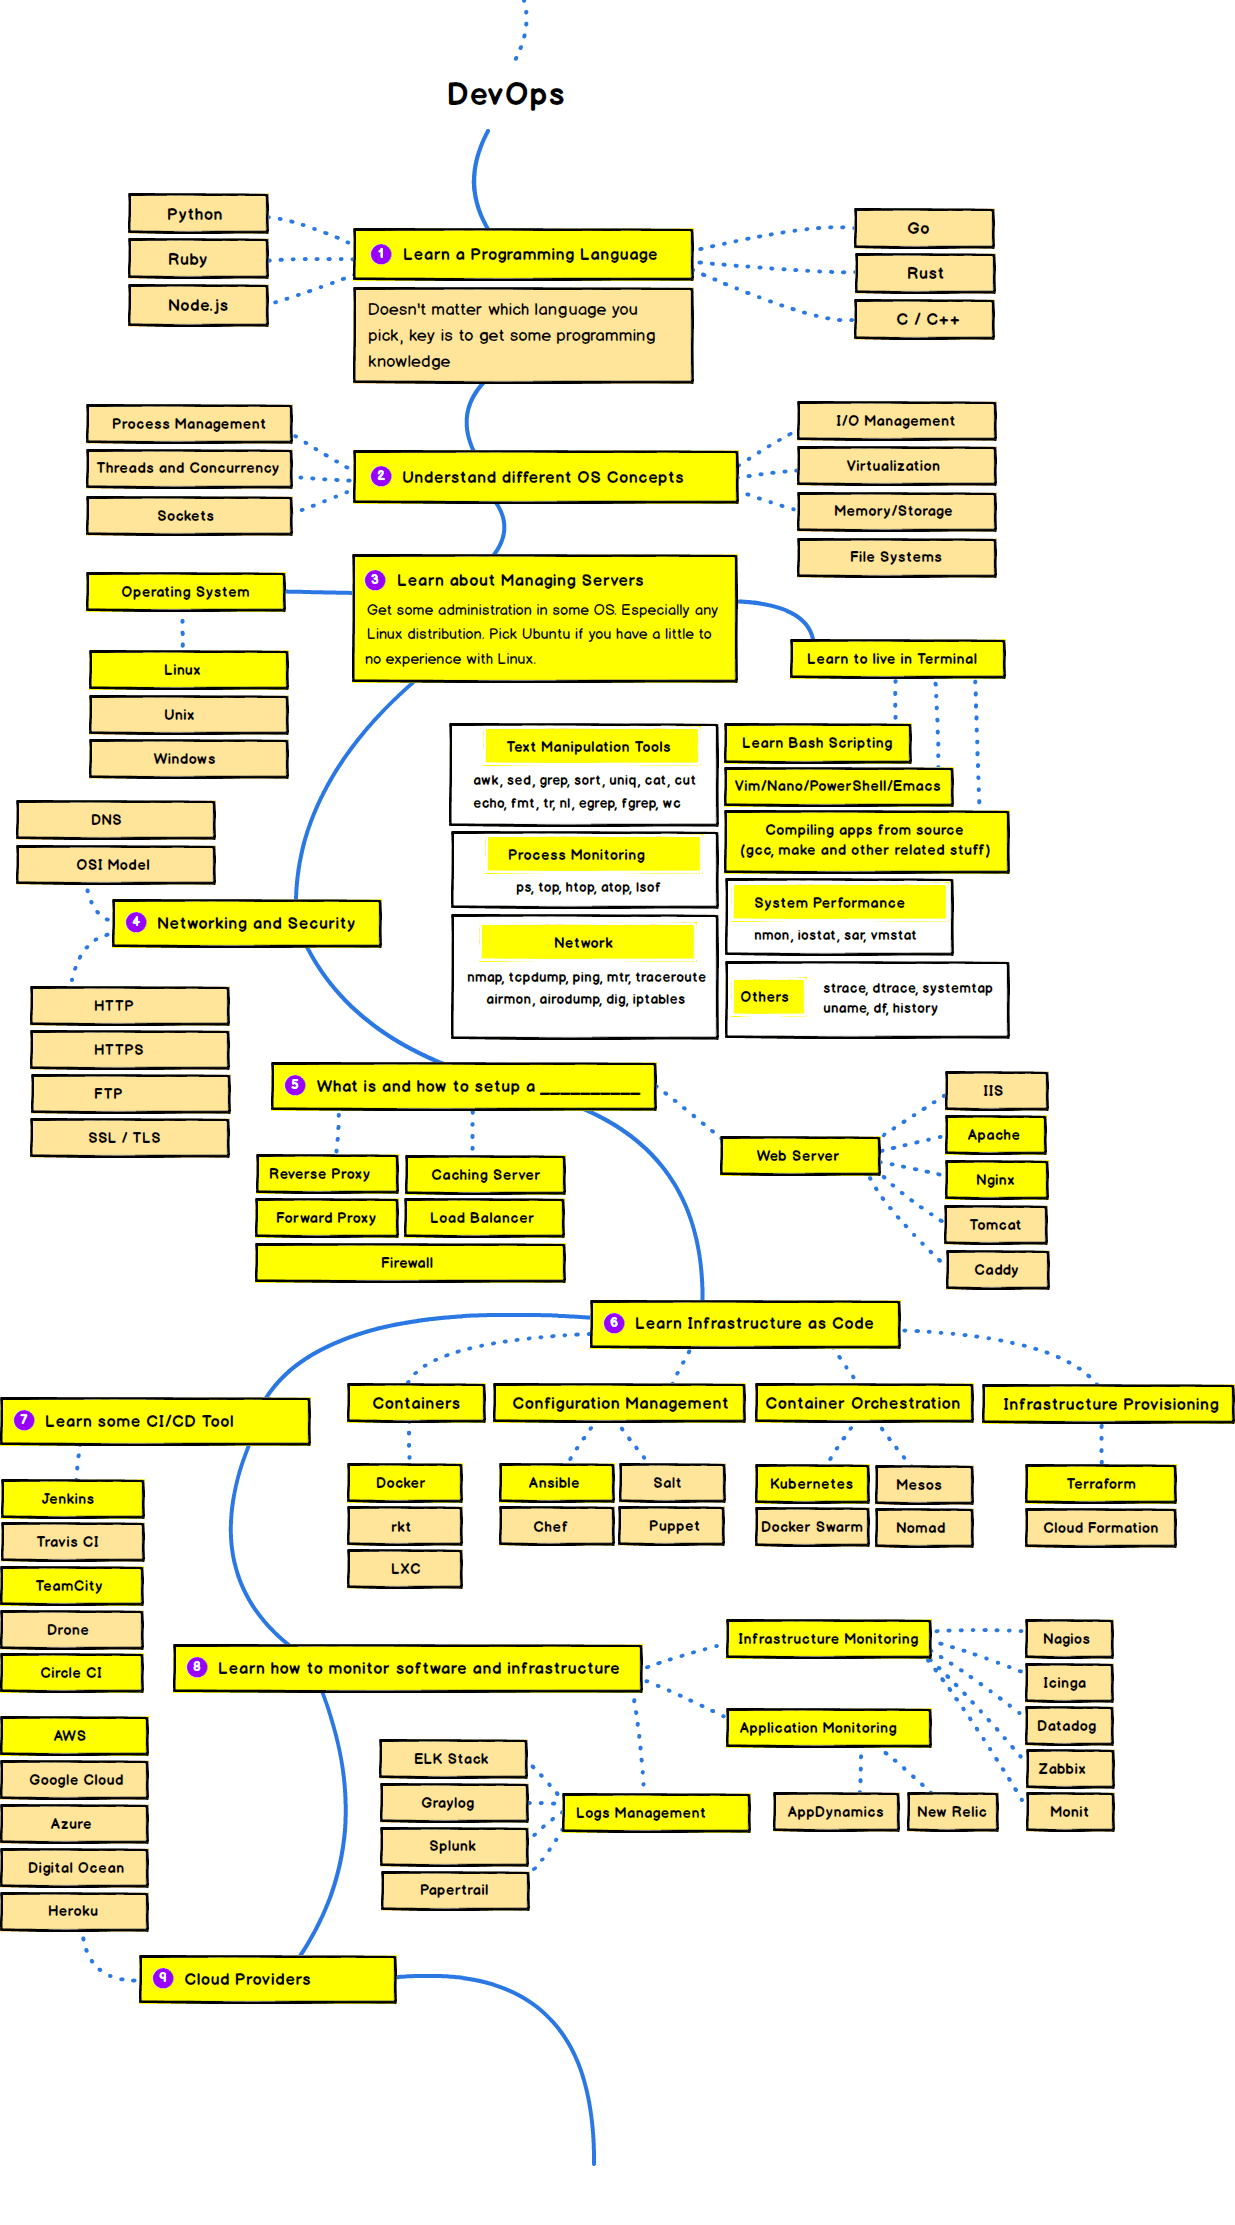 DevOps
Python
Ruby
Node.js
1 Learn a Programming Language
Doesn't matter which language you
pick, key is to get some programming
knowledge
Go
Rust
C / C++
Process Management
Threads and Concurrency
Sockets
2 Understand different OS Concepts
I/O Management
Virtualization
Memory/Storage
File Systems
Operating System
Linux
Unix
Windows
3 Learn about Managing Servers
Get some administration in some OS. Especially any
Linux distribution. Pick Ubuntu if you have a little to
no experience with Linux.
Learn to live in Terminal
Text Manipulation Tools
awk, sed, grep, sort, uniq, cat, cut
echo, fmt, tr, nl, egrep, fgrep, wc
Process Monitoring
ps, top, htop, atop, lsof
Network
nmap, tcpdump, ping, mtr, traceroute
airmon, airodump, dig, iptables
Learn Bash Scripting
Vim/Nano/PowerShell/Emacs
Compiling apps from source
(gcc, make and other related stuff)
System Performance
nmon, iostat, sar, vmstat
Others
strace, dtrace, systemtap
uname, df, history
DNS
OSI Model
4 Networking and Security
HTTP
HTTPS
FTP
SSL / TLS
5 What is and how to setup a __________
Reverse Proxy
Caching Server
Forward Proxy
Load Balancer
Firewall
Web Server
IIS
Apache
Nginx
Tomcat
Caddy
6 Learn Infrastructure as Code
Containers
Docker
rkt
LXC
Configuration Management
Ansible
Salt
Chef
Puppet
Container Orchestration
Kubernetes
Mesos
Docker Swarm
Nomad
Infrastructure Provisioning
Terraform
Cloud Formation
7 Learn some CI/CD Tool
Jenkins
Travis CI
TeamCity
Drone
Circle CI
8 Learn how to monitor software and infrastructure
Infrastructure Monitoring
Nagios
Icinga
Datadog
Zabbix
Monit
Application Monitoring
AppDynamics
New Relic
Logs Management
ELK Stack
Graylog
Splunk
Papertrail
AWS
Google Cloud
Azure
Digital Ocean
Heroku
9 Cloud Providers